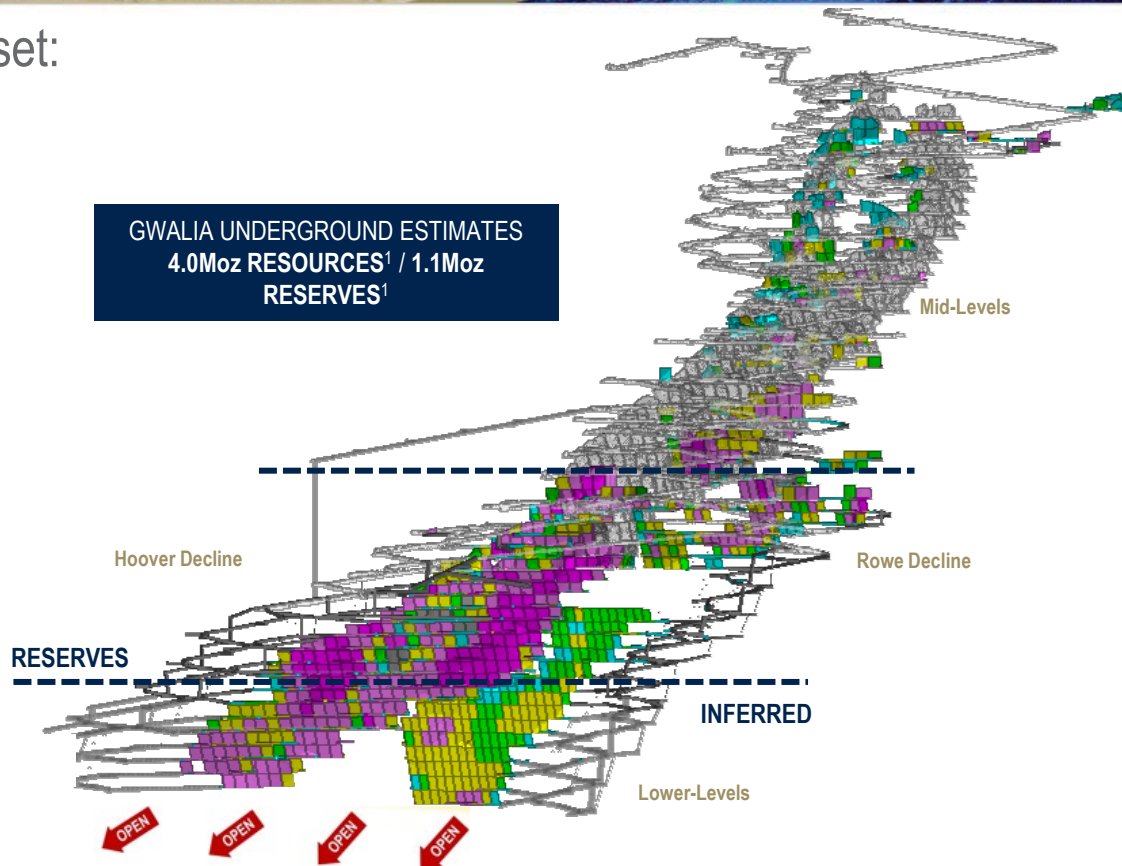 set:
GWALIA UNDERGROUND ESTIMATES
4.0Moz RESOURCES¹ / 1.1Moz
RESERVES¹
Mid-Levels
Hoover Decline
Rowe Decline
RESERVES
INFERRED
Lower-Levels
OPEN
OPEN
OPEN
OPEN